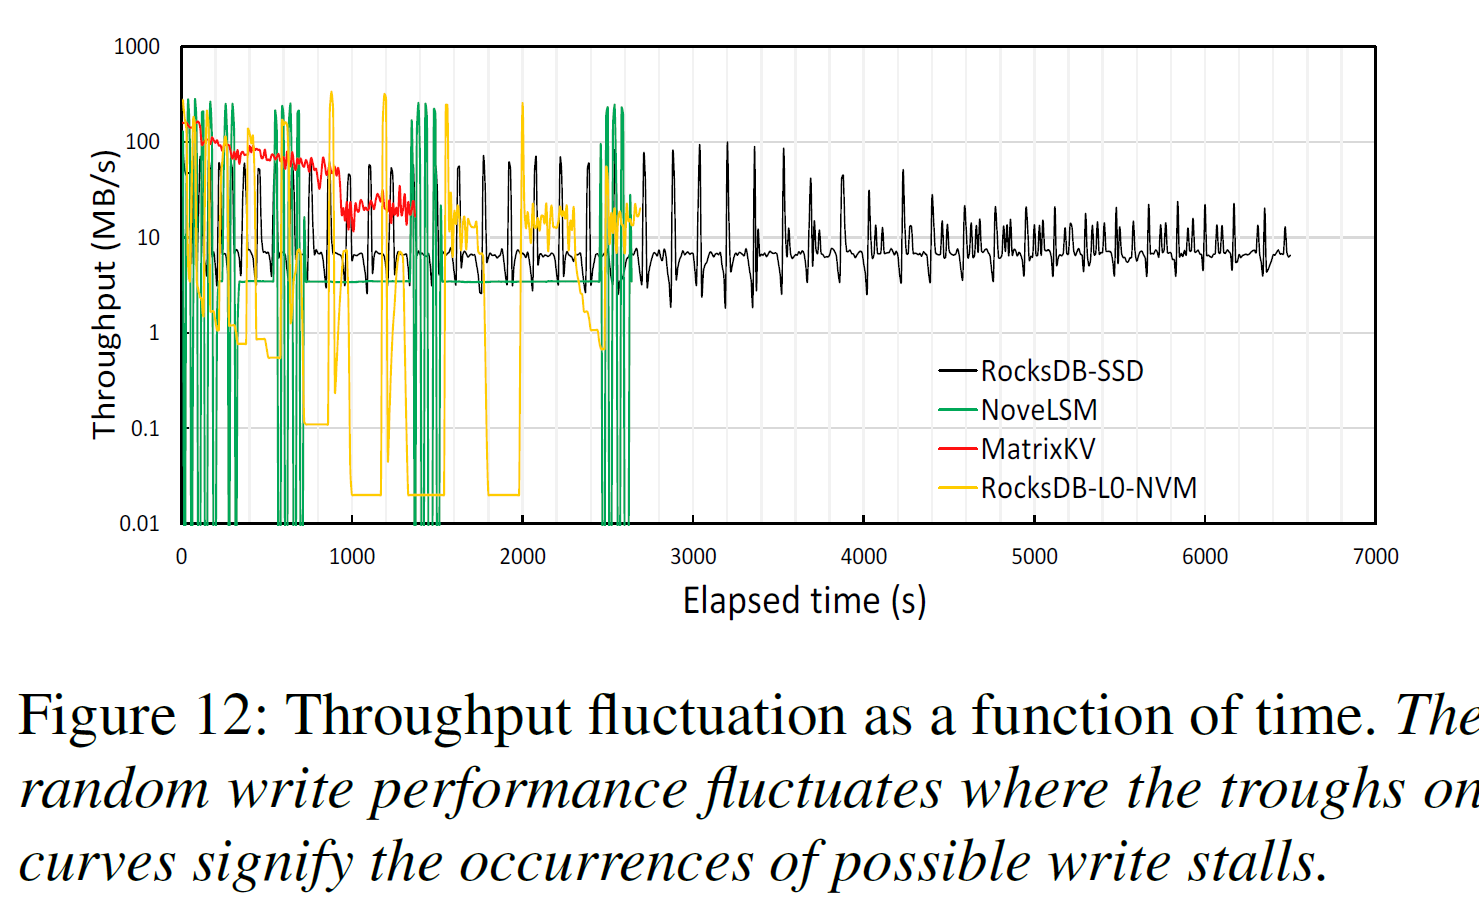 1000
100
10
1
0.1
0.01
Throughput (MB/s)
RocksDB-SSD
NoveLSM
MatrixKV
RocksDB-L0-NVM
0 1000 2000 3000 4000 5000 6000 7000
Elapsed time (s)
Figure 12: Throughput fluctuation as a function of time. The
random write performance fluctuates where the troughs on
curves signify the occurrences of possible write stalls.